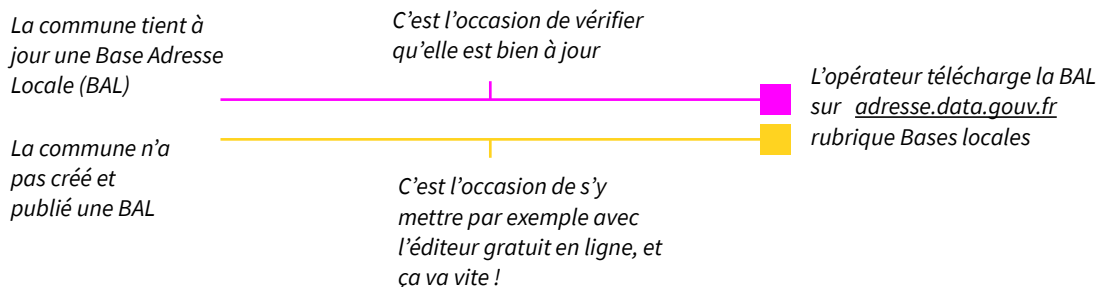 La commune tient à
jour une Base Adresse
Locale (BAL)
C’est l’occasion de vérifier
qu’elle est bien à jour
L’opérateur télécharge la BAL
sur adresse.data.gouv.fr
rubrique Bases locales
La commune n’a
pas créé et
publié une BAL
C’est l’occasion de s’y
mettre par exemple avec
l’éditeur gratuit en ligne, et
ça va vite !